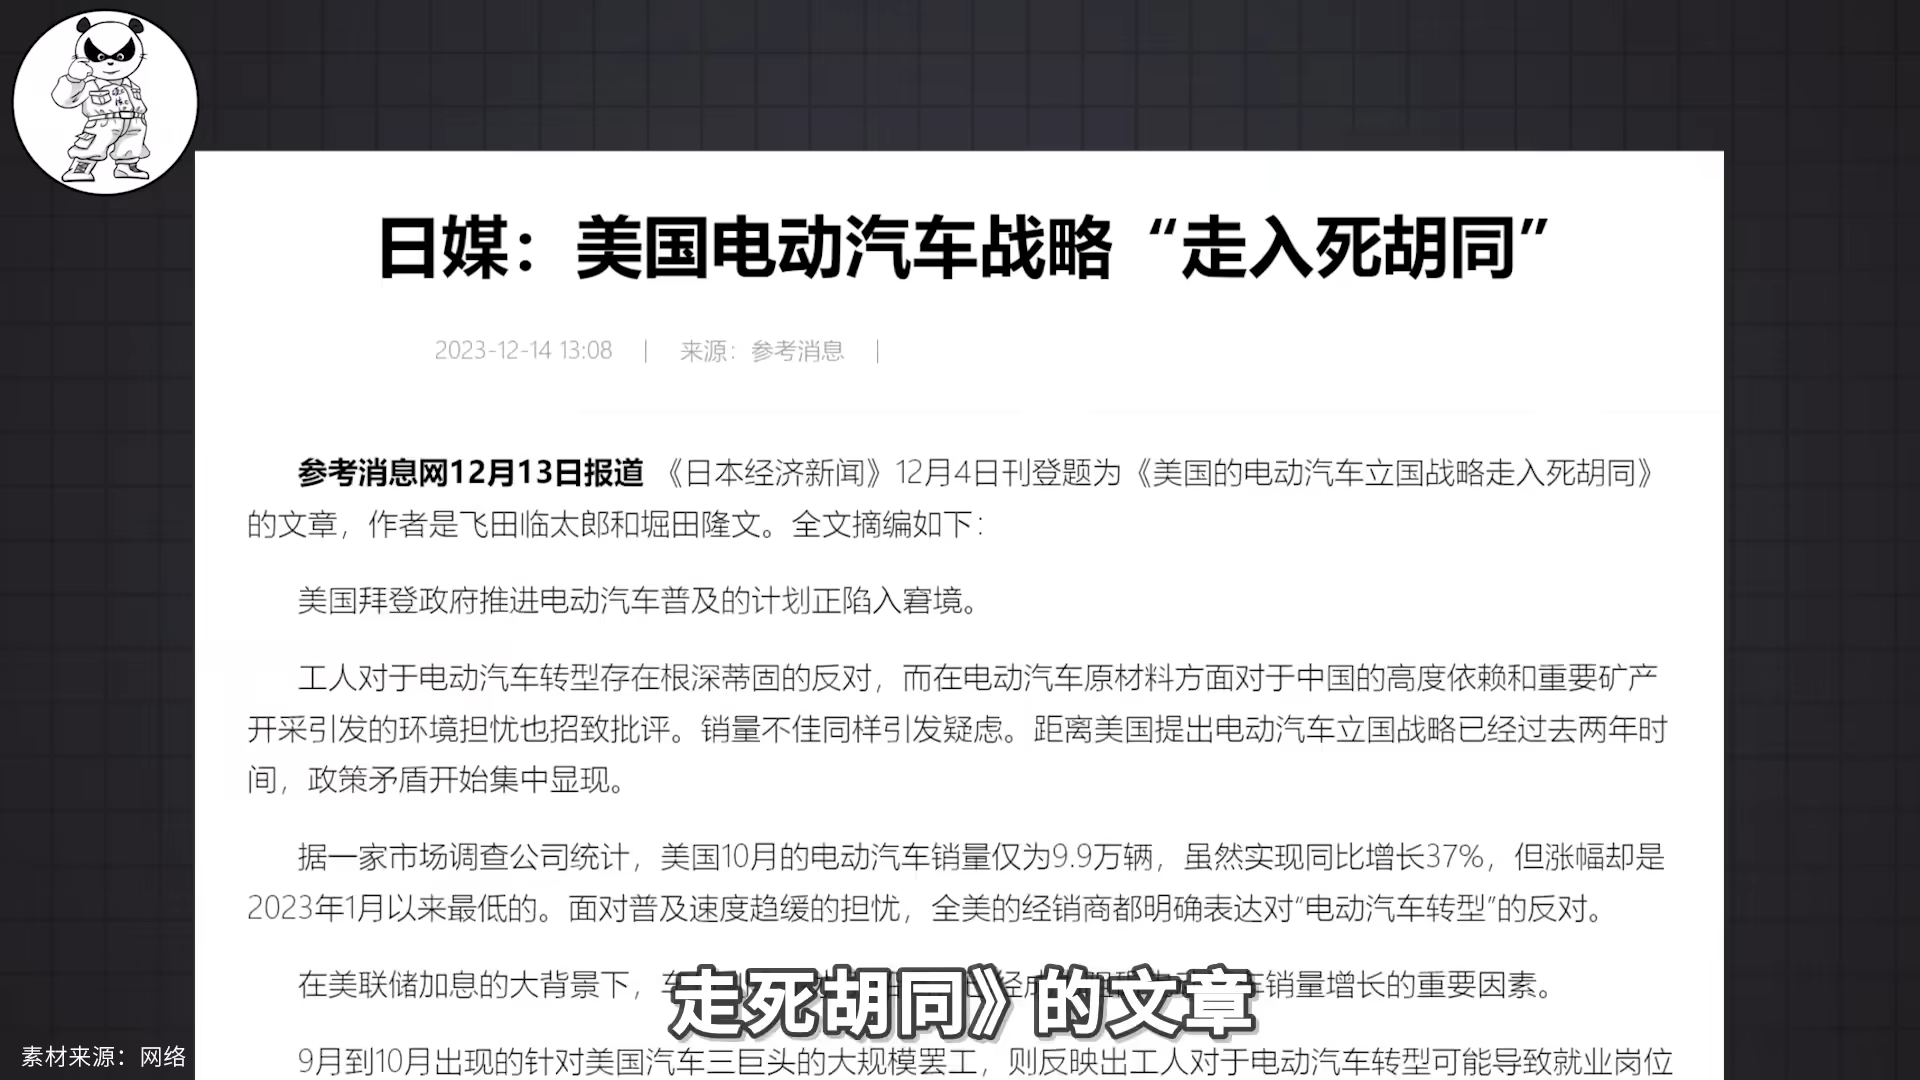 日媒：美国电动汽车战略“走入死胡同”
2023-12-14 13:08 | 来源：参考消息 |
参考消息网12月13日报道 《日本经济新闻》12月4日刊登题为《美国的电动汽车立国战略走入死胡同》
的文章，作者是飞田临太郎和堀田隆文。全文摘编如下：
美国拜登政府推进电动汽车普及的计划正陷入窘境。
工人对于电动汽车转型存在根深蒂固的反对，而在电动汽车原材料方面对于中国的高度依赖和重要矿产
开采引发的环境担忧也招致批评。销量不佳同样引发疑虑。距离美国提出电动汽车立国战略已经过去两年时
间，政策矛盾开始集中显现。
据一家市场调查公司统计，美国10月的电动汽车销量仅为9.9万辆，虽然实现同比增长37%，但涨幅却是
2023年1月以来最低的。面对普及速度趋缓的担忧，全美的经销商都明确表达对“电动汽车转型”的反对。
在美联储加息的大背景下，车销量增长的重要因素。
走死胡同》的文章
9月到10月出现的针对美国汽车三巨头的大规模罢工，则反映出工人对于电动汽车转型可能导致就业岗位
素材来源：网络